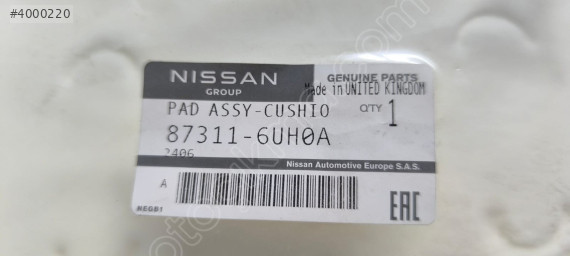 #4000220
NISSAN GENUINE PARTS
GROUP Made in UNITED KINGDOM
PAD ASSY-CUSHIO Q'TY 1
87311-6UH0A
2406
Nissan Automotive Europe S.A.S.
A
NEGB1 EAC